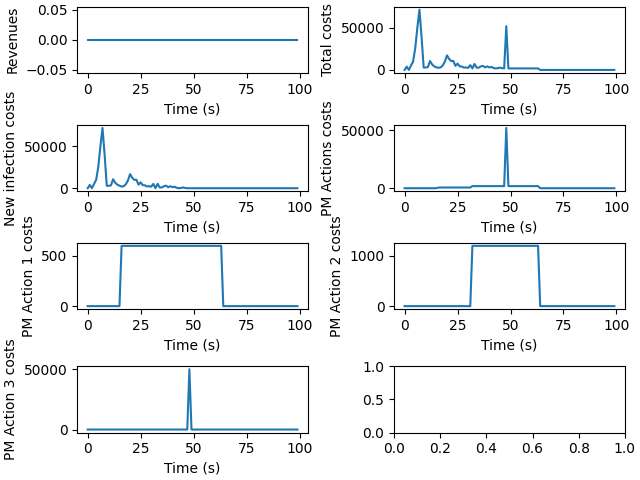 Revenues
0.05
0.00
−0.05
0 25 50 75 100
Time (s)
Total costs
50000
0
0 25 50 75 100
Time (s)
New infection costs
50000
0
0 25 50 75 100
Time (s)
PM Actions costs
50000
0
0 25 50 75 100
Time (s)
PM Action 1 costs
500
0
0 25 50 75 100
Time (s)
PM Action 2 costs
1000
0
0 25 50 75 100
Time (s)
PM Action 3 costs
50000
0
0 25 50 75 100
Time (s)
1.0
0.5
0.0
0.0 0.2 0.4 0.6 0.8 1.0